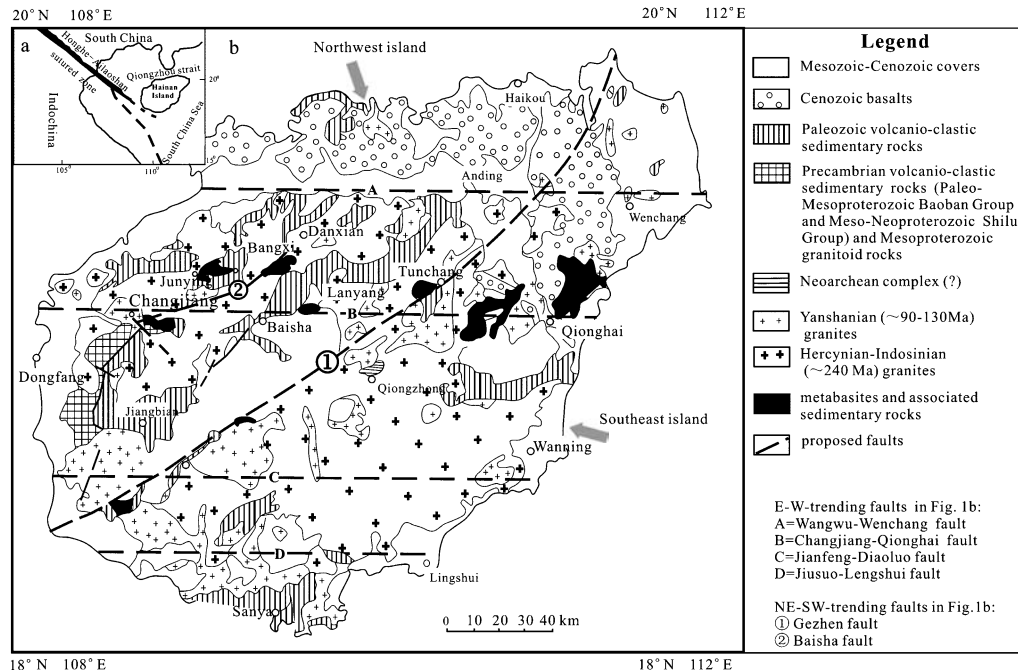 20°N 108°E
20°N 112°E
a
South China
Honghe-Ailaoshan
sutured zone
Qiongzhou strait
Hainan
Island
Indochina
South China Sea
20°
15°
105°
110°
b
Northwest island
Haikou
Anding
A
Wenchang
Danxian
Bangxi
Junying
②
Tunchang
Changjiang
Lanyang
B
Baisha
Qionghai
①
Dongfang
Qiongzhong
Jiangbian
Southeast island
Wanning
C
D
Lingshui
Sanya
0 10 20 30 40 km
18°N 108°E
18°N 112°E
Legend
Mesozoic-Cenozoic covers
Cenozoic basalts
Paleozoic volcanio-clastic
sedimentary rocks
Precambrian volcanio-clastic
sedimentary rocks (Paleo-
Mesoproterozoic Baoban Group
and Meso-Neoproterozoic Shilu
Group) and Mesoproterozoic
granitoid rocks
Neoarchean complex (?)
Yanshanian (~90-130Ma)
granites
Hercynian-Indosinian
(~240 Ma) granites
metabasites and associated
sedimentary rocks
proposed faults
E-W-trending faults in Fig. 1b:
A=Wangwu-Wenchang fault
B=Changjiang-Qionghai fault
C=Jianfeng-Diaoluo fault
D=Jiusuo-Lengshui fault
NE-SW-trending faults in Fig.1b:
① Gezhen fault
② Baisha fault